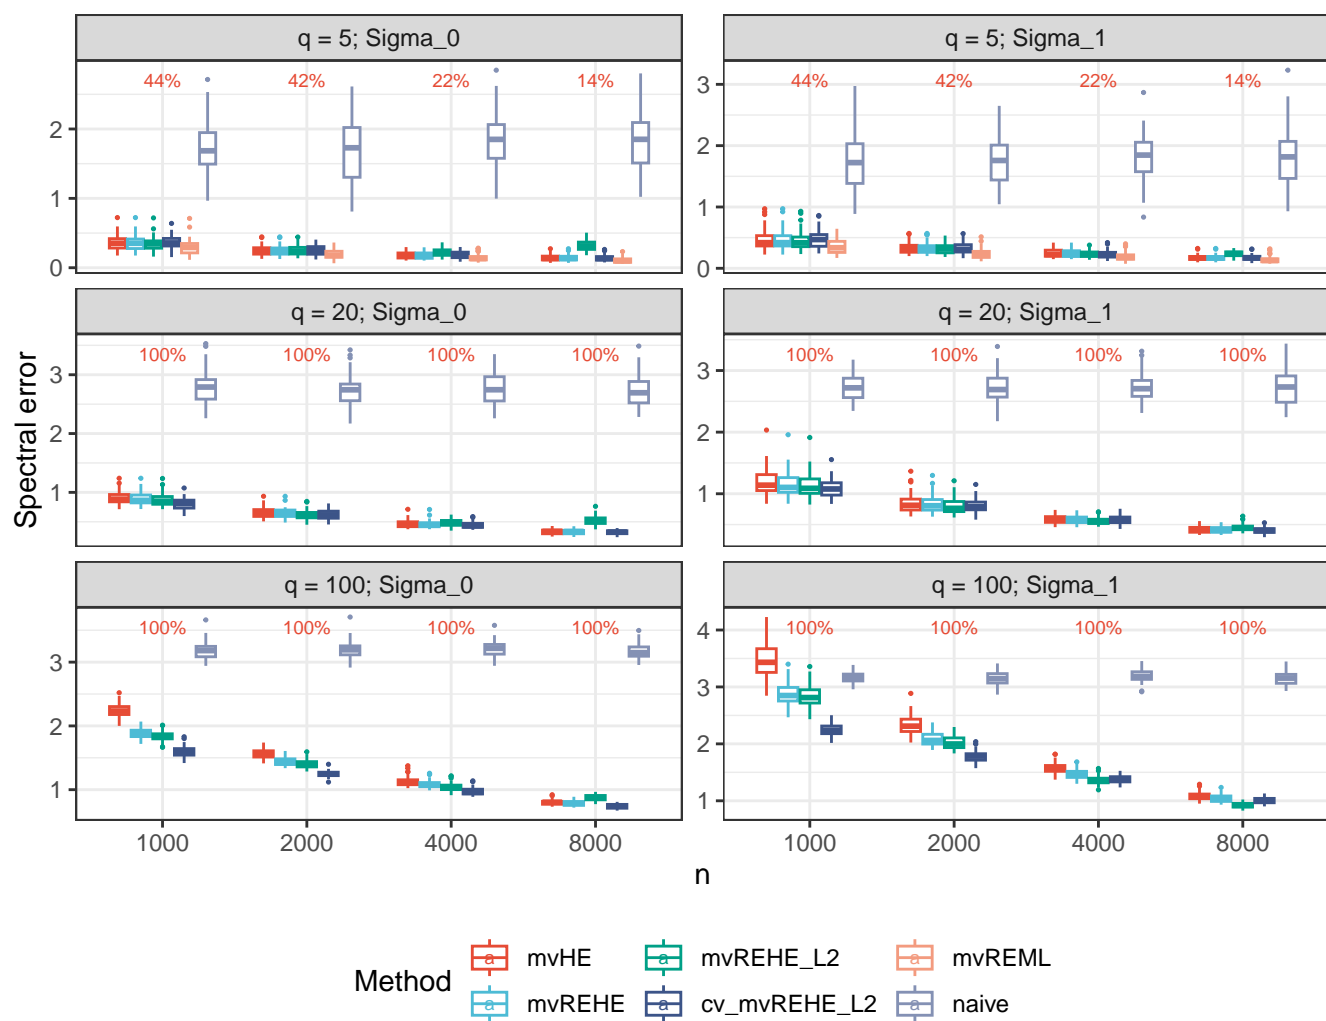 q = 5; Sigma_0
q = 5; Sigma_1
44% 42% 22% 14%
44% 42% 22% 14%
2
1
0
3
2
1
0
q = 20; Sigma_0
q = 20; Sigma_1
100% 100% 100% 100%
100% 100% 100% 100%
3
2
1
3
2
1
Spectral error
q = 100; Sigma_0
q = 100; Sigma_1
100% 100% 100% 100%
100% 100% 100% 100%
3
2
1
4
3
2
1
1000 2000 4000 8000
1000 2000 4000 8000
n
Method
a mvHE
a mvREHE_L2
a mvREML
a mvREHE
a cv_mvREHE_L2
a naive